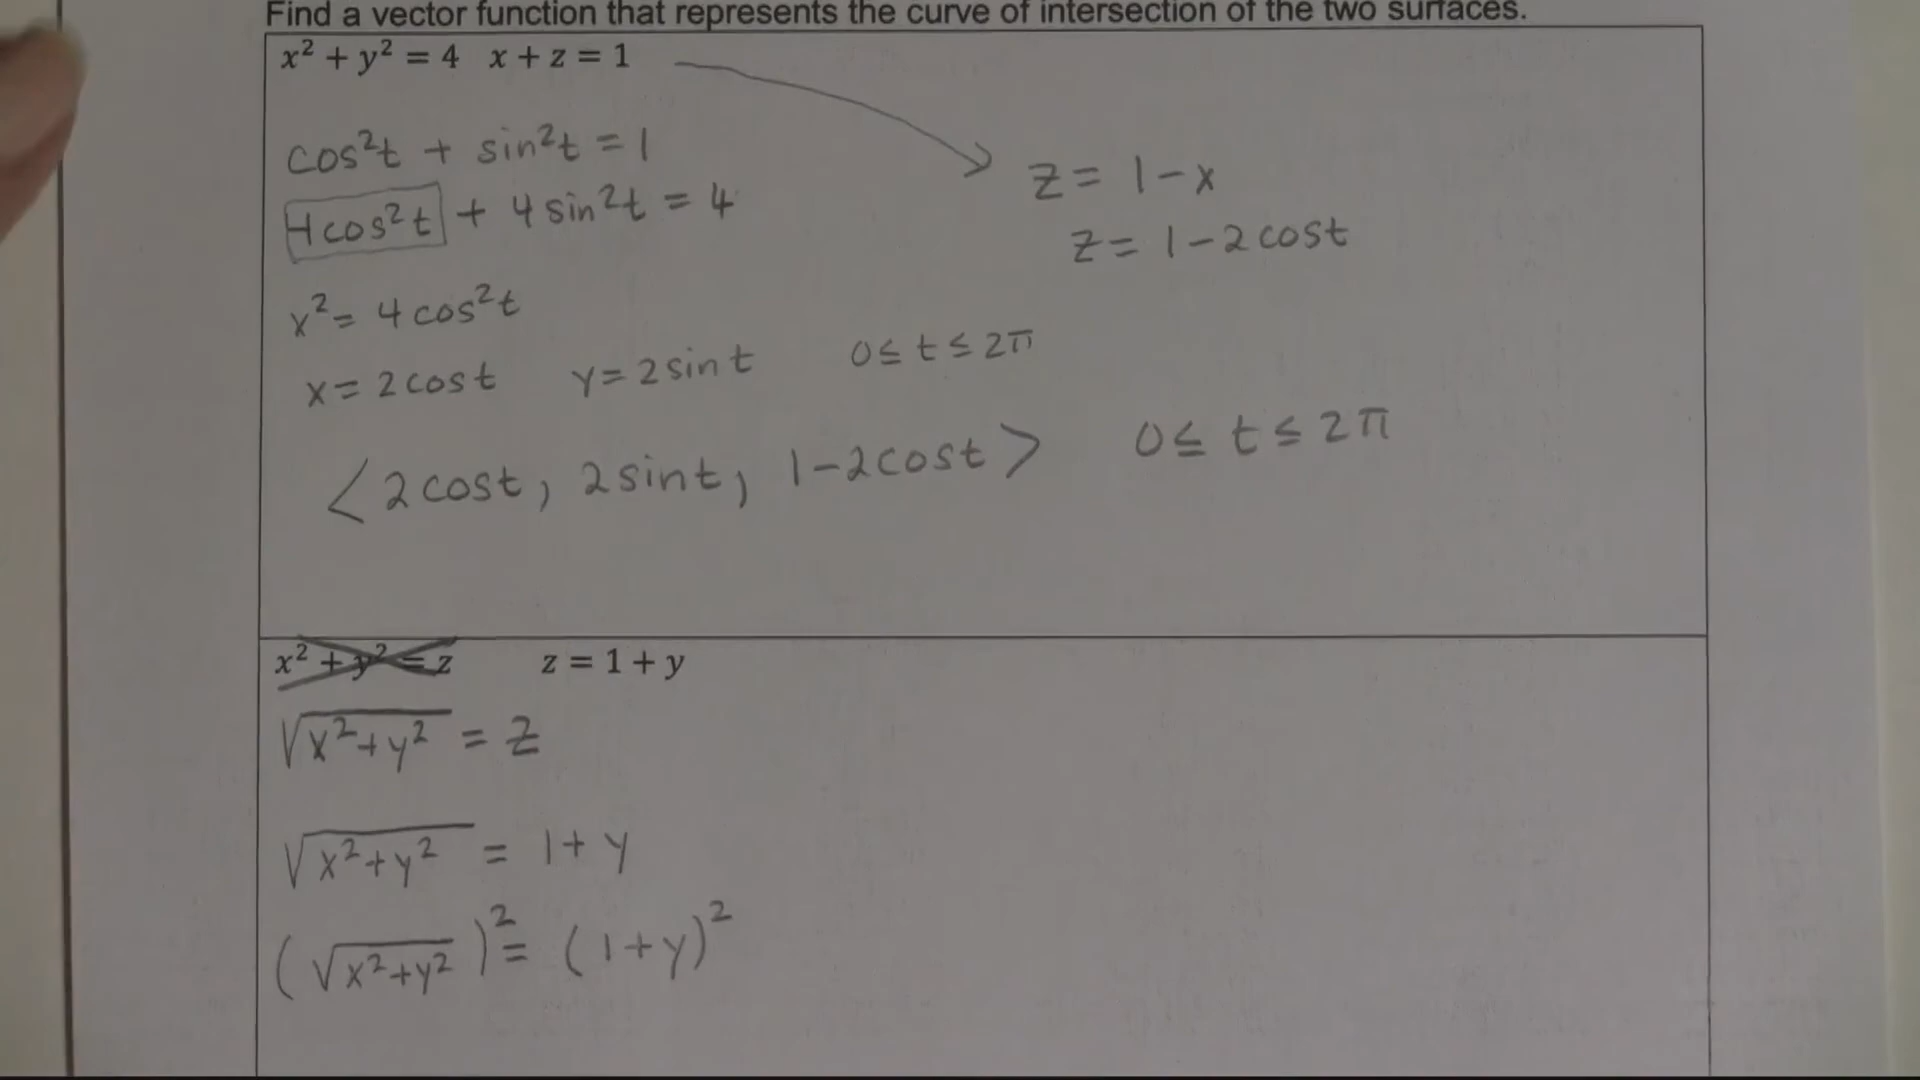 Find a vector function that represents the curve of intersection of the two surfaces.
x² + y² = 4 x + z = 1
cos²t + sin²t = 1
4cos²t + 4sin²t = 4
z = 1 - x
z = 1 - 2cost
x² = 4cos²t
x = 2cost y = 2sint 0 ≤ t ≤ 2π
<2cost, 2sint, 1-2cost> 0 ≤ t ≤ 2π
x² + y² = z z = 1 + y
√(x²+y²) = z
√(x²+y²) = 1 + y
(√(x²+y²))² = (1+y)²